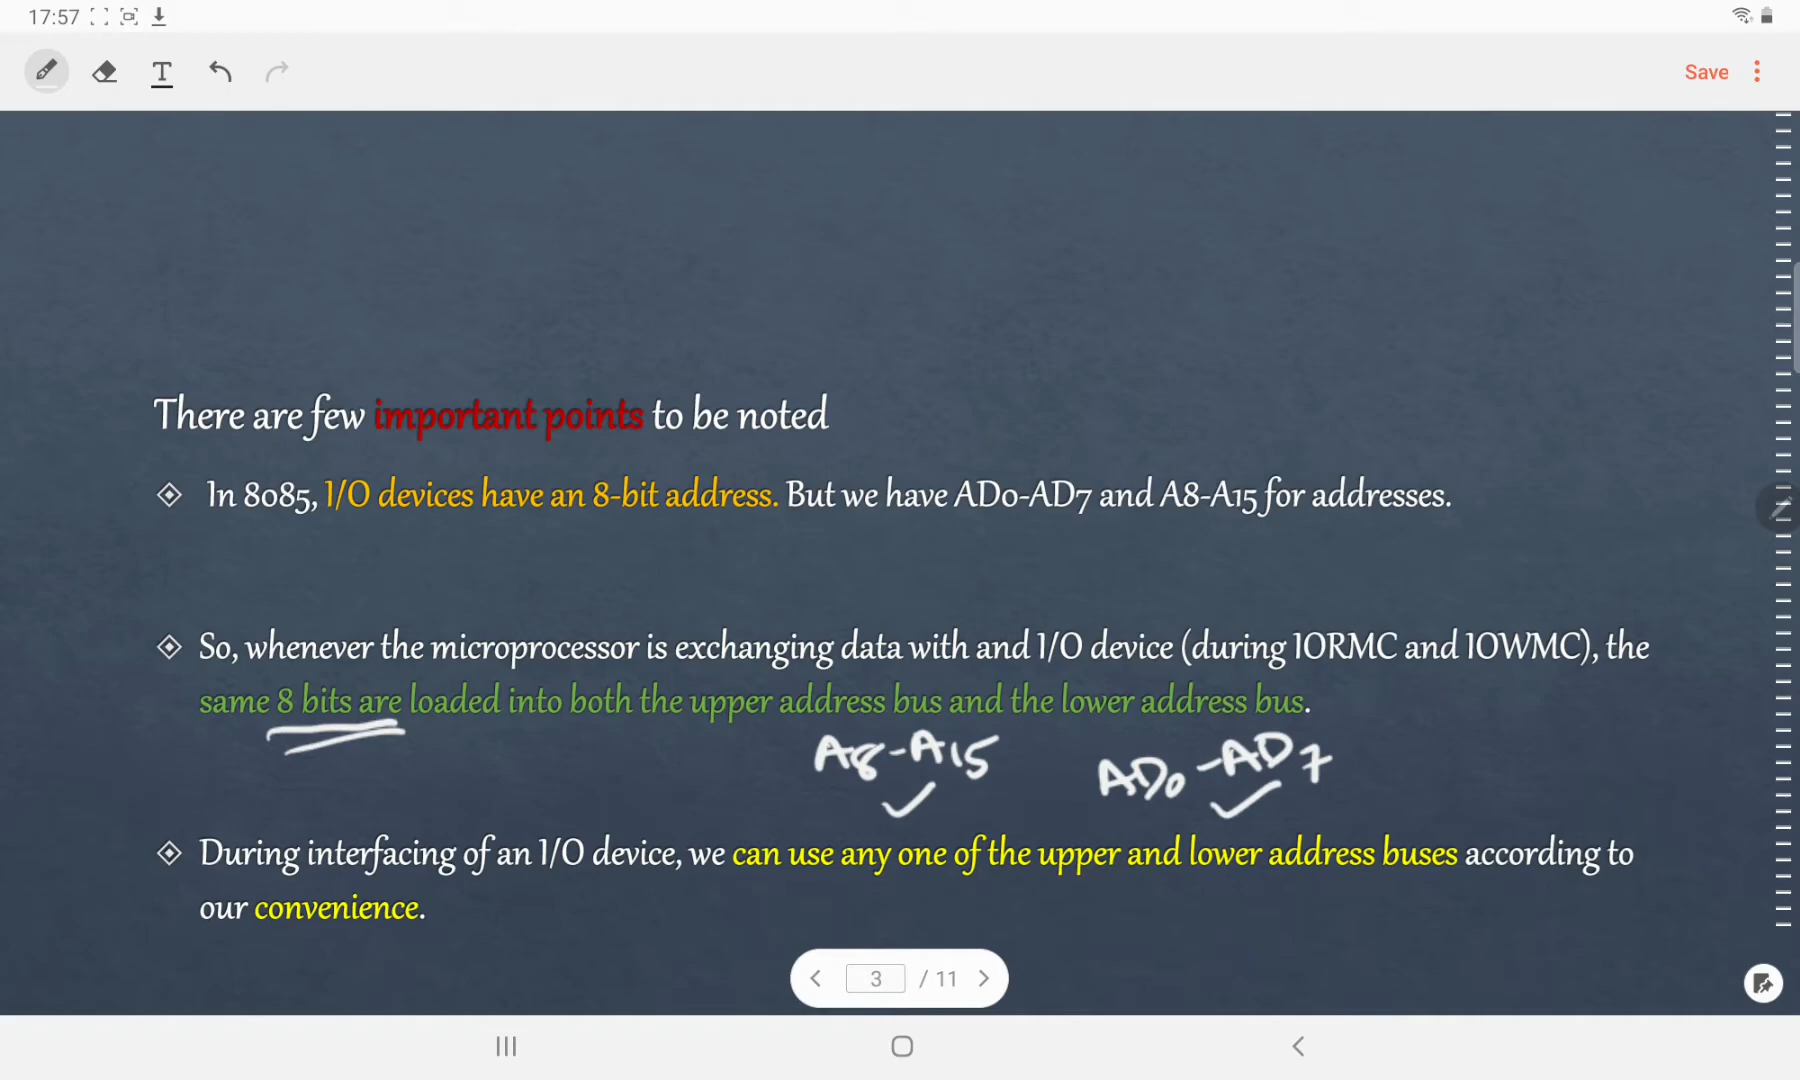 17:57
T
Save
There are few important points to be noted
In 8085, I/O devices have an 8-bit address. But we have AD0-AD7 and A8-A15 for addresses.
So, whenever the microprocessor is exchanging data with and I/O device (during IORMC and IOWMC), the
same 8 bits are loaded into both the upper address bus and the lower address bus.
A8-A15 AD0-AD7
During interfacing of an I/O device, we can use any one of the upper and lower address buses according to
our convenience.
3 / 11